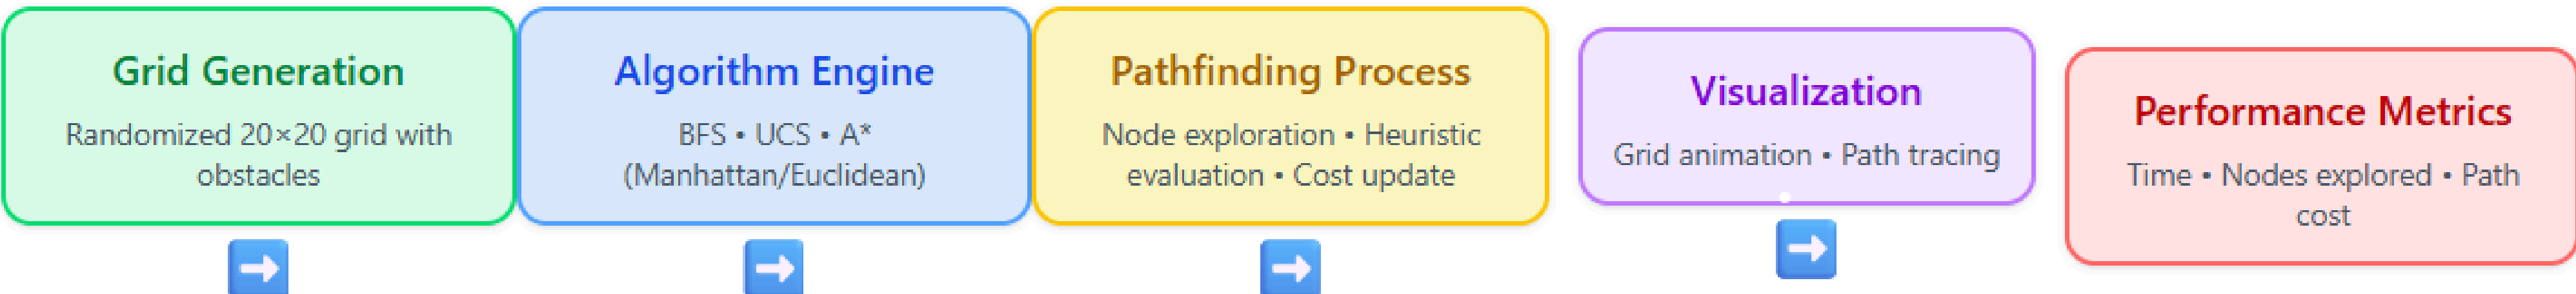 Grid Generation
Randomized 20×20 grid with
obstacles
Algorithm Engine
BFS • UCS • A*
(Manhattan/Euclidean)
Pathfinding Process
Node exploration • Heuristic
evaluation • Cost update
Visualization
Grid animation • Path tracing
Performance Metrics
Time • Nodes explored • Path
cost